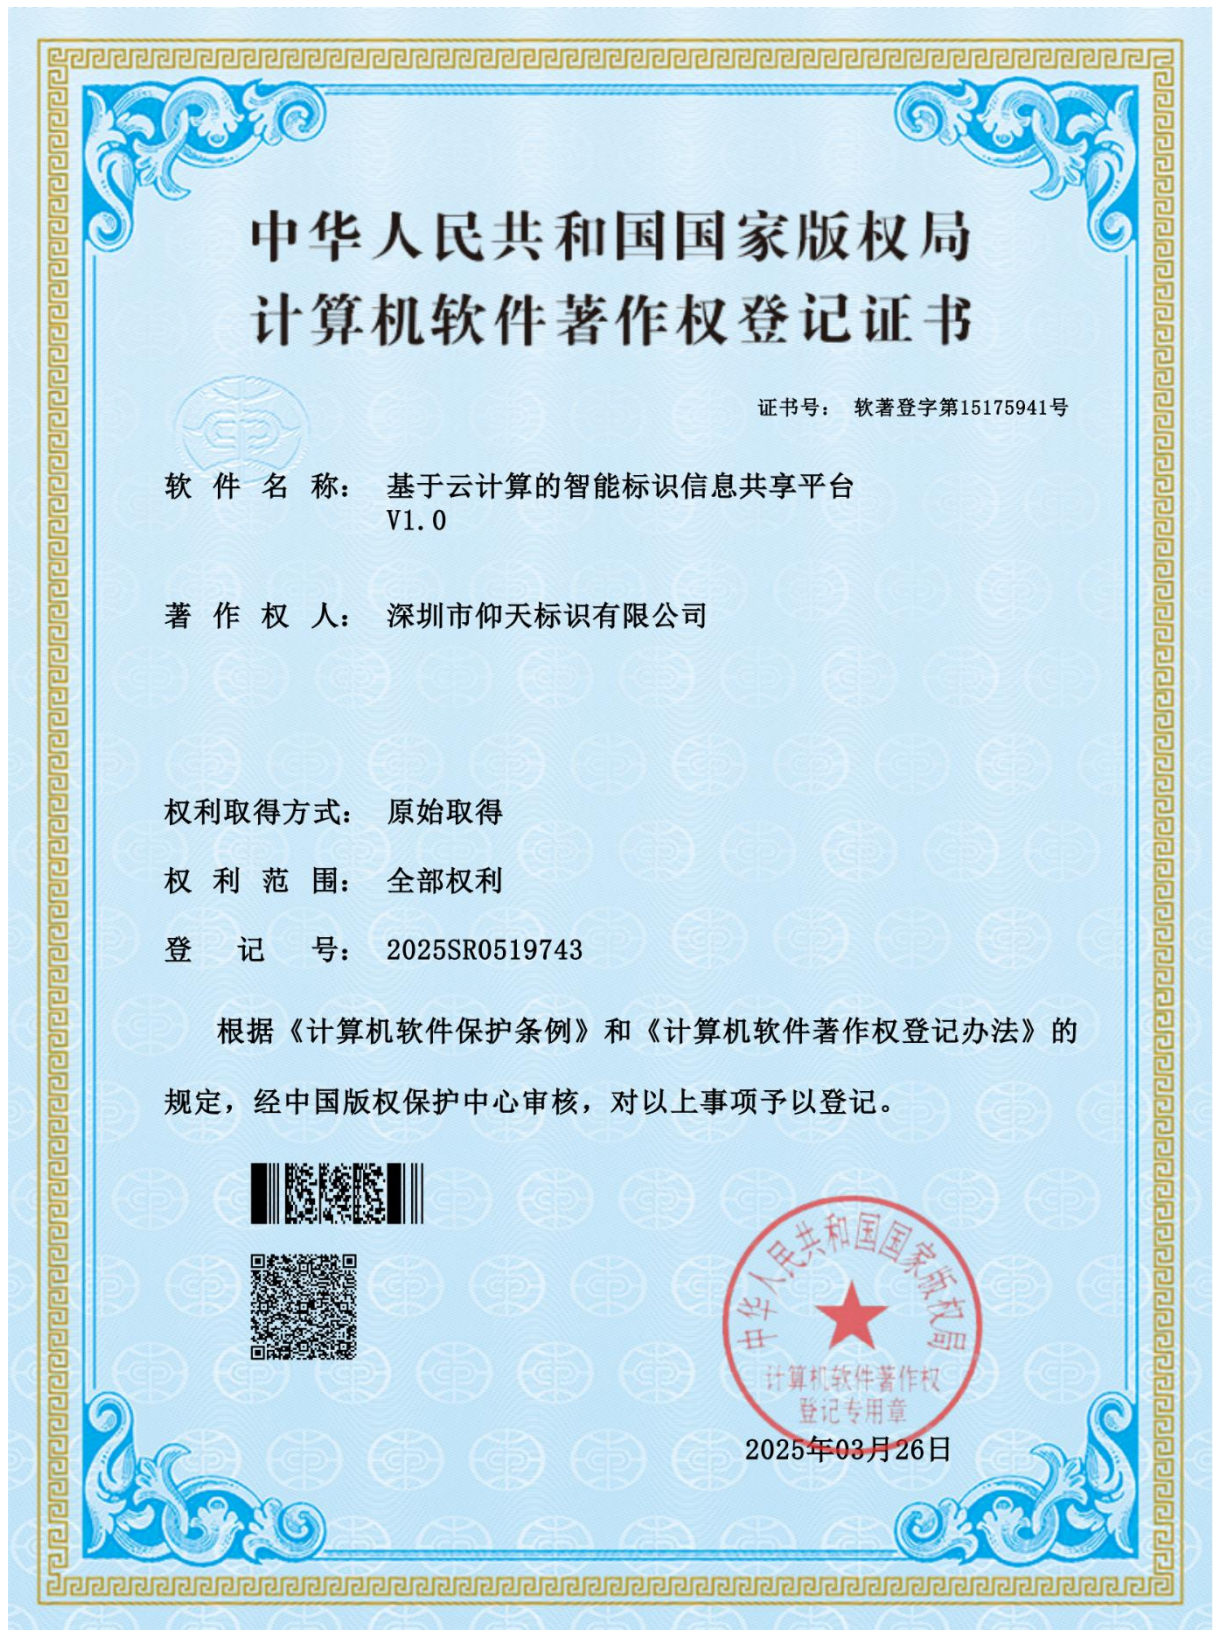 中华人民共和国国家版权局
计算机软件著作权登记证书
证书号： 软著登字第15175941号
软件名称： 基于云计算的智能标识信息共享平台
V1.0
著作权人： 深圳市仰天标识有限公司
权利取得方式： 原始取得
权利范围： 全部权利
登记号： 2025SR0519743
根据《计算机软件保护条例》和《计算机软件著作权登记办法》的
规定，经中国版权保护中心审核，对以上事项予以登记。
中华人民共和国国家版权局
计算机软件著作权
登记专用章
2025年03月26日